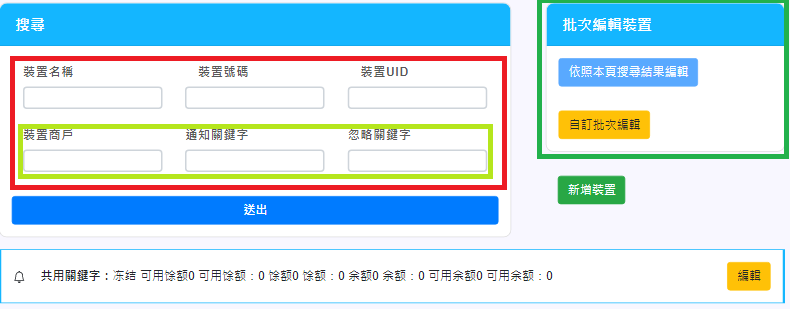 搜尋
裝置名稱 裝置號碼 裝置UID
裝置商戶 通知關鍵字 忽略關鍵字
送出
批次編輯裝置
依照本頁搜尋結果編輯
自訂批次編輯
新增裝置
共用關鍵字：冻结 可用馀额0 可用馀额：0 馀额0 馀额：0 余额0 余额：0 可用余额0 可用余额：0
編輯